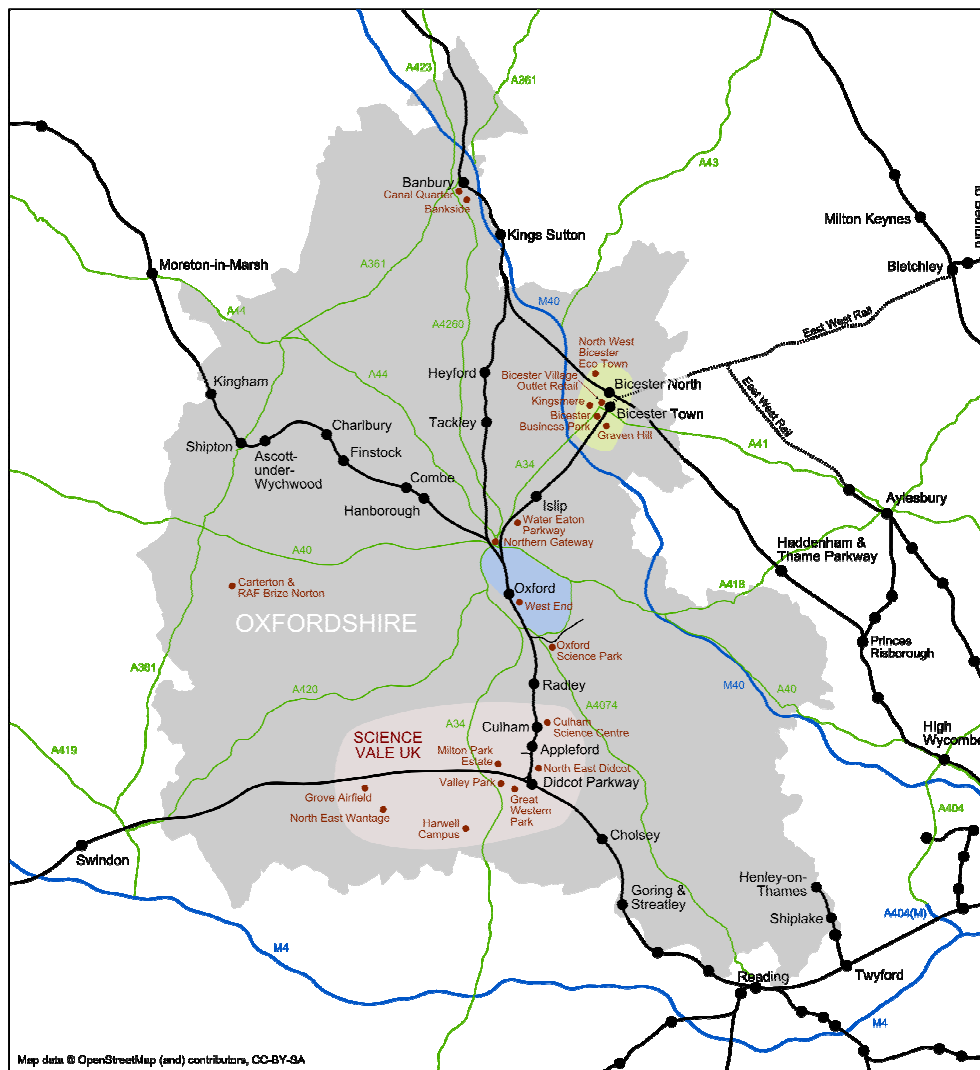 A423
A361
A43
Banbury
Canal Quarter
Bankside
Milton Keynes
Kings Sutton
Bletchley
Moreton-in-Marsh
A361
A44
M40
A4260
East West Rail
North West
Bicester
Eco Town
Heyford
A44
Bicester Village
Outlet Retail
Bicester North
Kingham
East West Rail
Kingsmere
Bicester Town
Bicester
Business Park
Graven Hill
Charlbury
Tackley
Shipton
Finstock
A41
Ascott-
under-
Wychwood
A34
Combe
Hanborough
Islip
Aylesbury
Water Eaton
Parkway
Northern Gateway
A40
Haddenham &
Thame Parkway
Carterton &
RAF Brize Norton
Oxford
A418
West End
OXFORDSHIRE
Oxford
Science Park
Princes
Risborough
A361
A420
Radley
M40
A40
A4074
A34
Culham
Culham
Science Centre
High
Wycombe
SCIENCE
VALE UK
A419
Milton Park
Estate
Appleford
North East Didcot
Valley Park
Didcot Parkway
Grove Airfield
Great
Western
Park
North East Wantage
A404
Harwell
Campus
Cholsey
Swindon
Henley-on-
Thames
Goring &
Streatley
Shiplake
A404(M)
M4
Reading
Twyford
M4
Map data © OpenStreetMap (and) contributors, CC-BY-SA